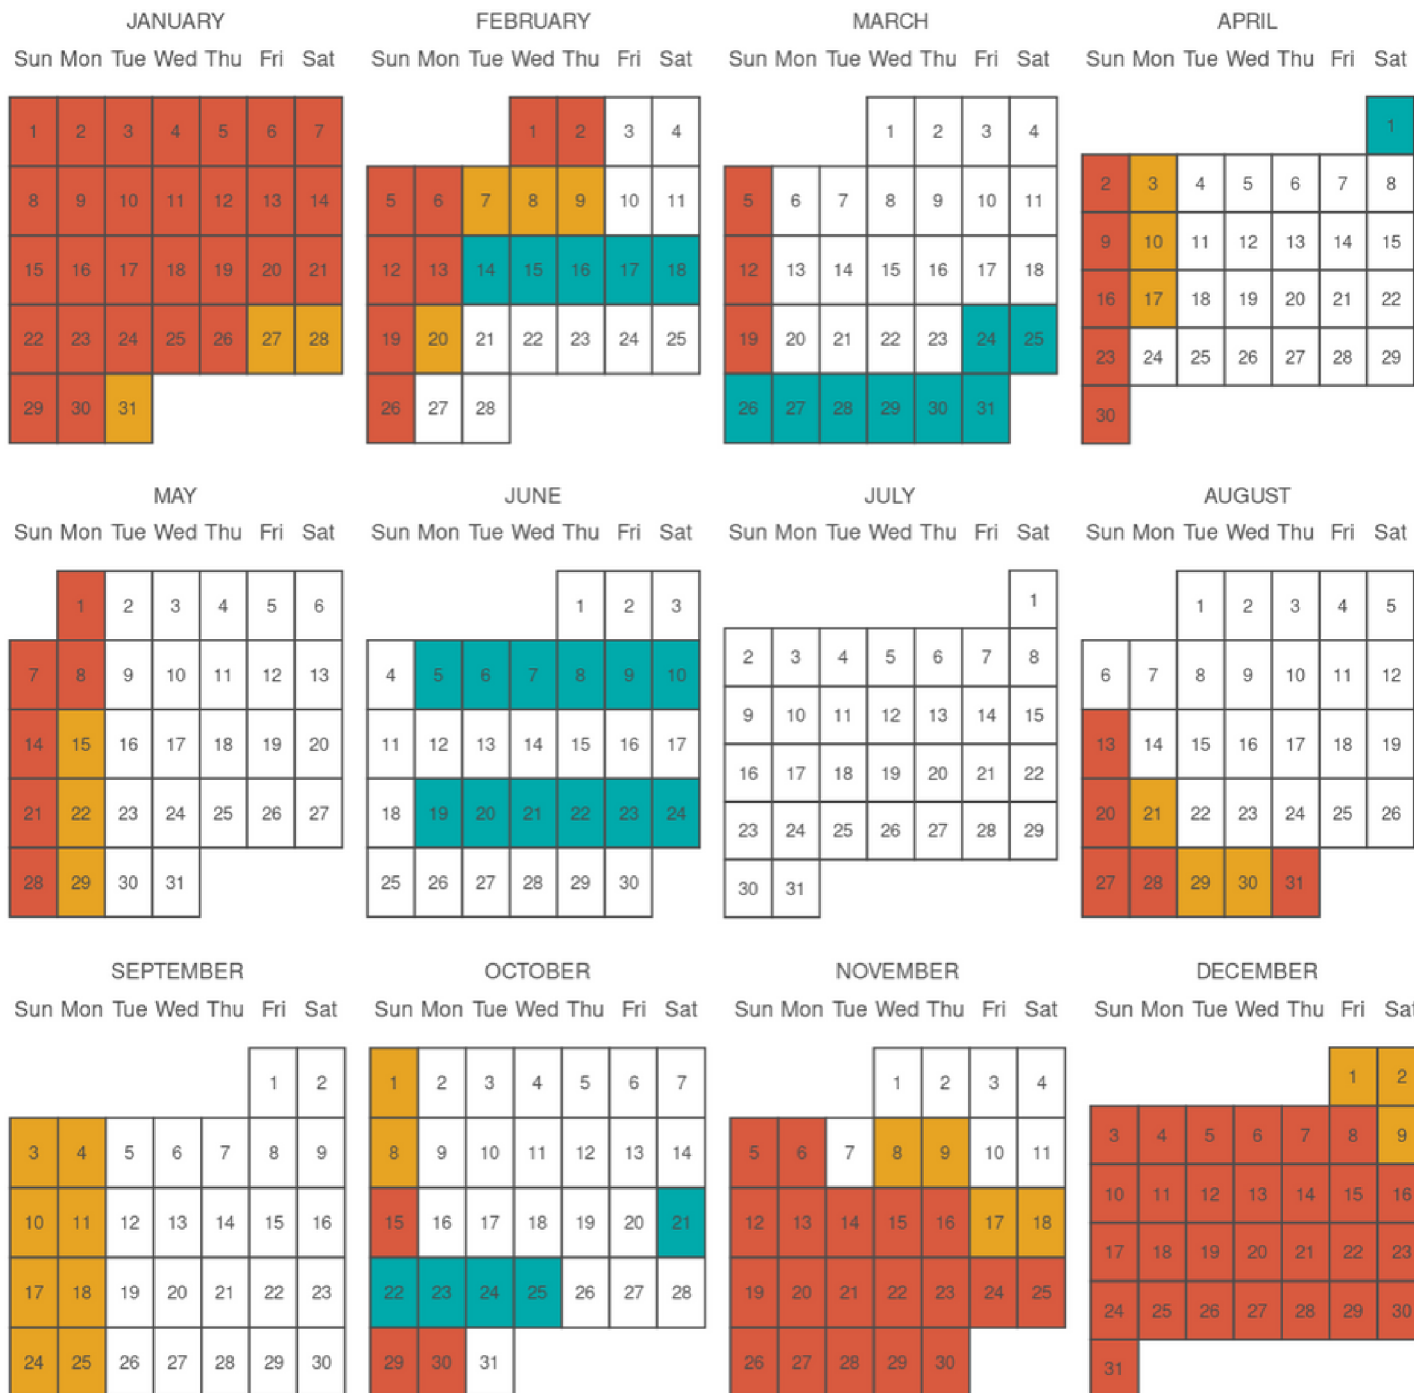 JANUARY FEBRUARY MARCH APRIL
Sun Mon Tue Wed Thu Fri Sat Sun Mon Tue Wed Thu Fri Sat Sun Mon Tue Wed Thu Fri Sat Sun Mon Tue Wed Thu Fri Sat
1 2 3 4 5 6 7 1 2 3 4 1 2 3 4 1
8 9 10 11 12 13 14 5 6 7 8 9 10 11 5 6 7 8 9 10 11 2 3 4 5 6 7 8
15 16 17 18 19 20 21 12 13 14 15 16 17 18 12 13 14 15 16 17 18 9 10 11 12 13 14 15
22 23 24 25 26 27 28 19 20 21 22 23 24 25 19 20 21 22 23 24 25 16 17 18 19 20 21 22
29 30 31 26 27 28 26 27 28 29 30 31 23 24 25 26 27 28 29
30
MAY JUNE JULY AUGUST
Sun Mon Tue Wed Thu Fri Sat Sun Mon Tue Wed Thu Fri Sat Sun Mon Tue Wed Thu Fri Sat Sun Mon Tue Wed Thu Fri Sat
1 2 3 4 5 6 1 2 3 1 1 2 3 4 5
7 8 9 10 11 12 13 4 5 6 7 8 9 10 2 3 4 5 6 7 8 6 7 8 9 10 11 12
14 15 16 17 18 19 20 11 12 13 14 15 16 17 9 10 11 12 13 14 15 13 14 15 16 17 18 19
21 22 23 24 25 26 27 18 19 20 21 22 23 24 16 17 18 19 20 21 22 20 21 22 23 24 25 26
28 29 30 31 25 26 27 28 29 30 23 24 25 26 27 28 29 27 28 29 30 31
30 31
SEPTEMBER OCTOBER NOVEMBER DECEMBER
Sun Mon Tue Wed Thu Fri Sat Sun Mon Tue Wed Thu Fri Sat Sun Mon Tue Wed Thu Fri Sat Sun Mon Tue Wed Thu Fri Sat
1 2 1 2 3 4 5 6 7 1 2 3 4 1 2
3 4 5 6 7 8 9 8 9 10 11 12 13 14 5 6 7 8 9 10 11 3 4 5 6 7 8 9
10 11 12 13 14 15 16 15 16 17 18 19 20 21 12 13 14 15 16 17 18 10 11 12 13 14 15 16
17 18 19 20 21 22 23 22 23 24 25 26 27 28 19 20 21 22 23 24 25 17 18 19 20 21 22 23
24 25 26 27 28 29 30 29 30 31 26 27 28 29 30 24 25 26 27 28 29 30
31